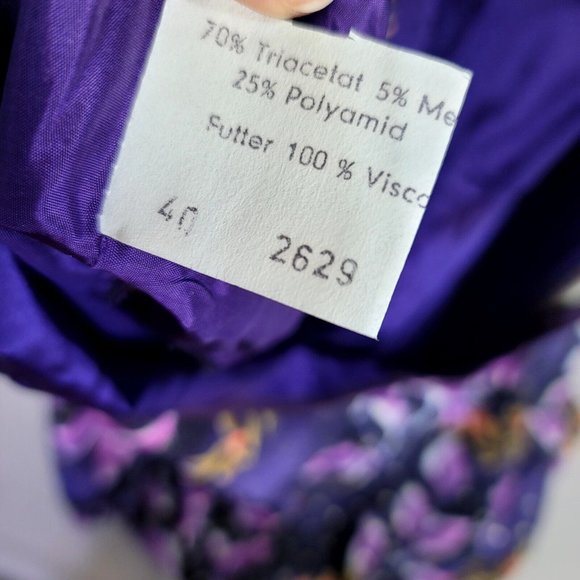 70% Triacetat 5% Me
25% Polyamid
Futter 100 % Visco
40 2629